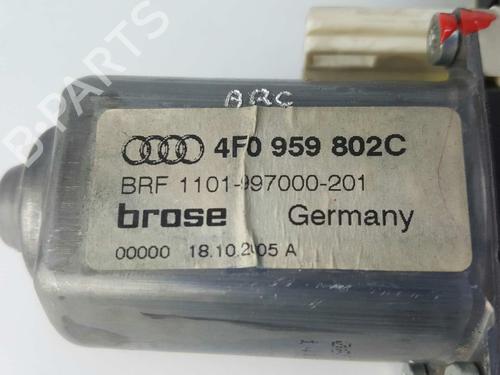 ARC
4F0 959 802C
BRF 1101-997000-201
brose Germany
00000 18.10.2005 A
B-PARTS